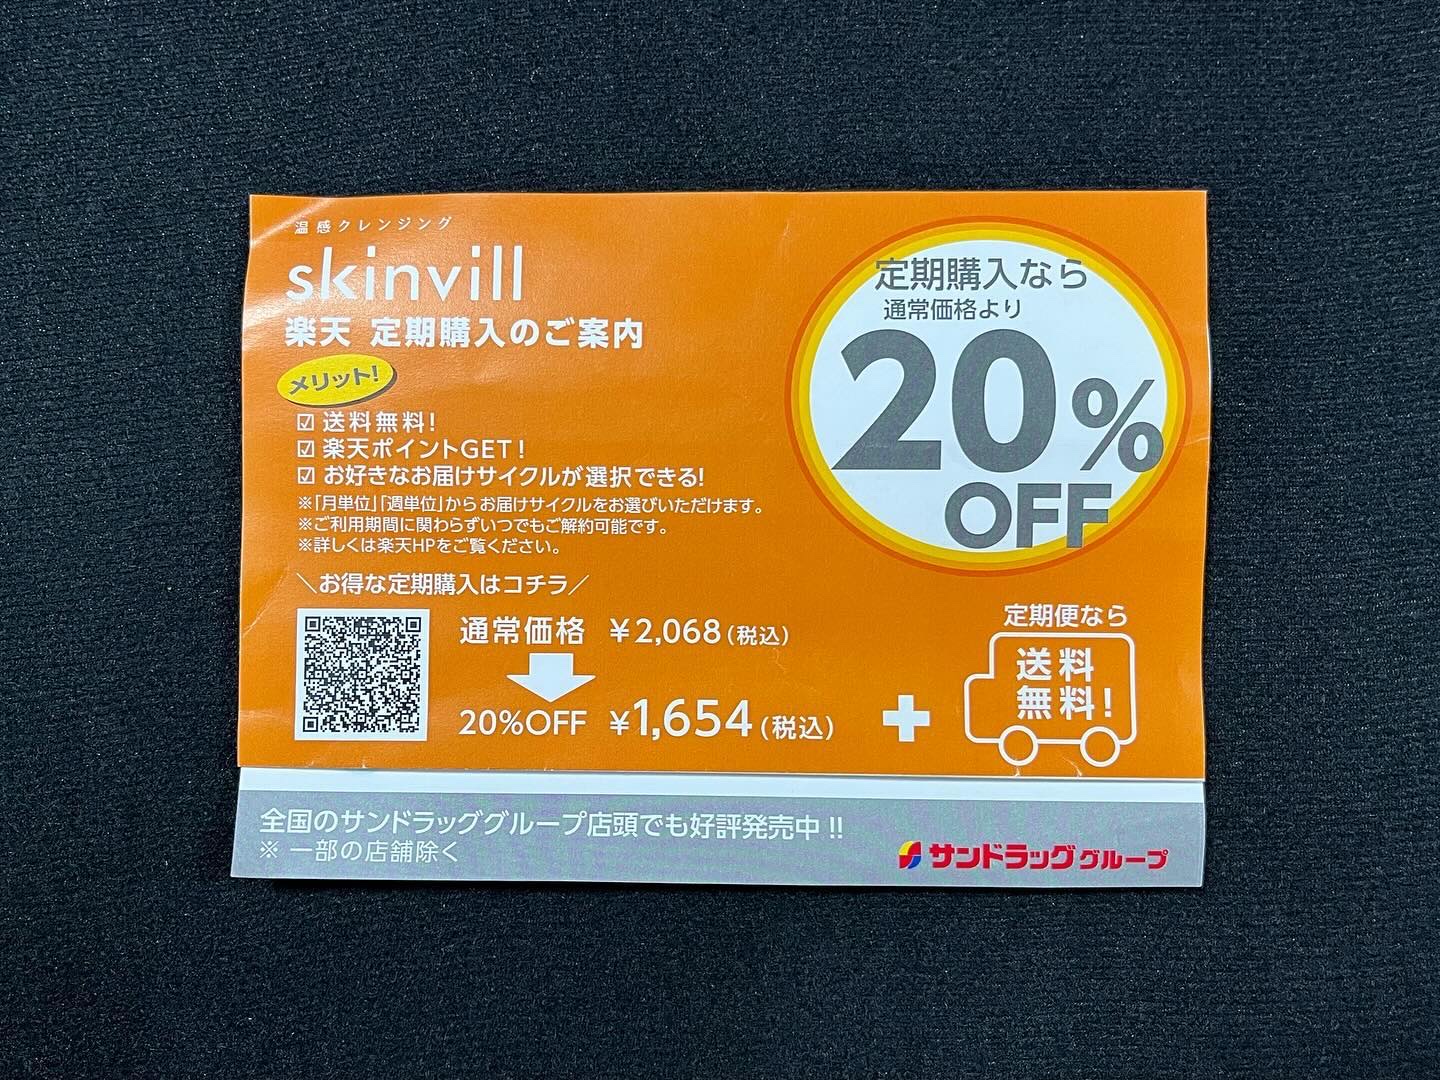 温感クレンジング
skinvill
楽天 定期購入のご案内
メリット!
☑ 送料無料!
☑ 楽天ポイントGET!
☑ お好きなお届けサイクルが選択できる!
※「月単位」「週単位」からお届けサイクルをお選びいただけます。
※ご利用期間に関わらずいつでもご解約可能です。
※詳しくは楽天HPをご覧ください。
＼お得な定期購入はコチラ／
通常価格 ￥2,068(税込)
20%OFF ￥1,654(税込)
定期購入なら
通常価格より
20%
OFF
+
定期便なら
送料
無料!
全国のサンドラッググループ店頭でも好評発売中!!
※ 一部の店舗除く
サンドラッググループ